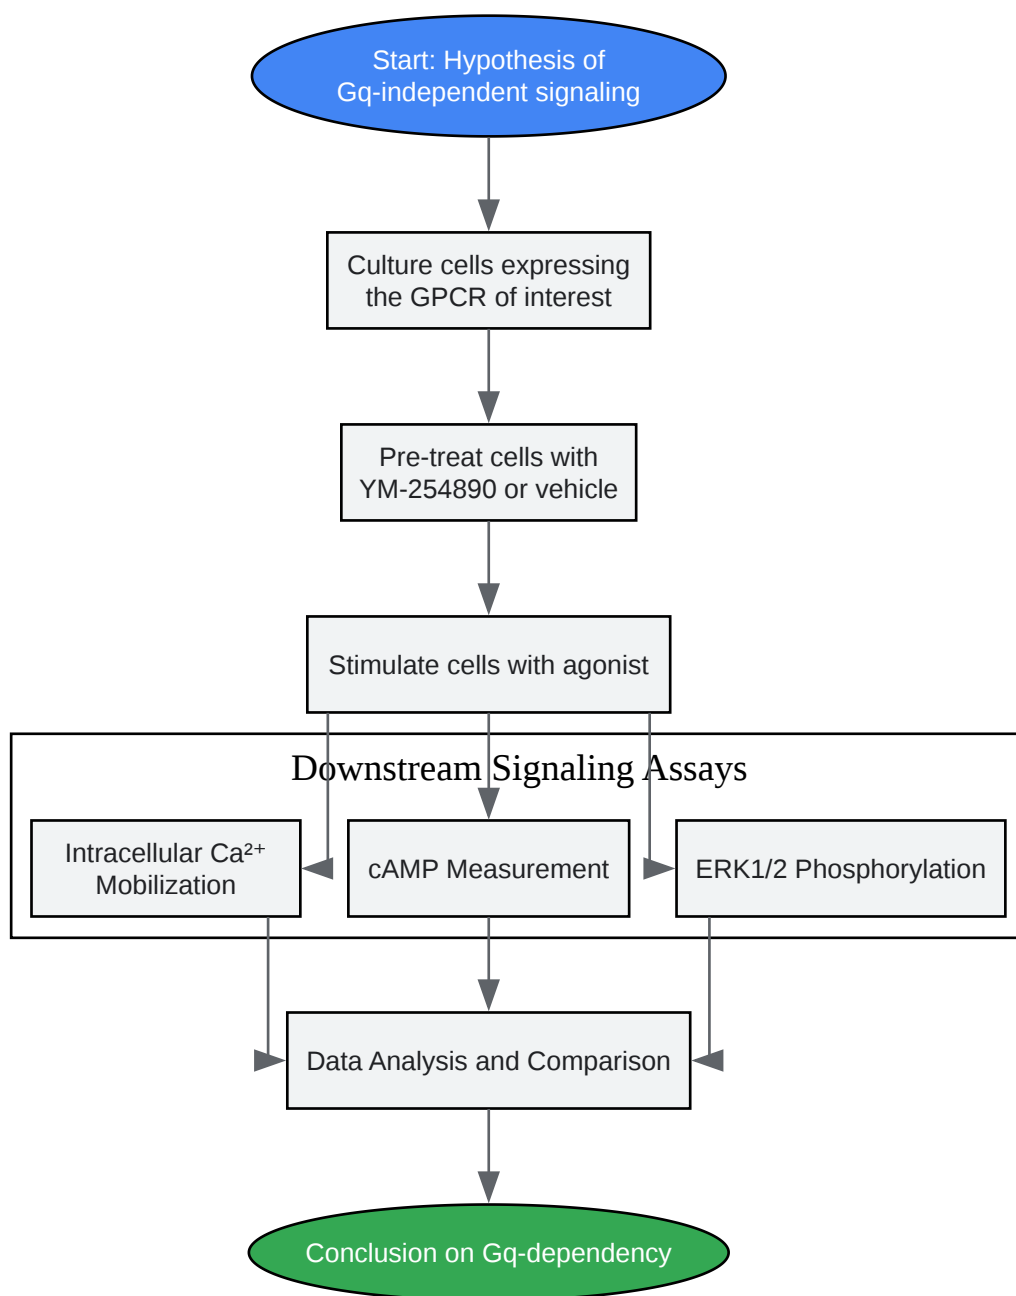 Start: Hypothesis of
Gq-independent signaling
Culture cells expressing
the GPCR of interest
Pre-treat cells with
YM-254890 or vehicle
Stimulate cells with agonist
Downstream Signaling Assays
Intracellular Ca²⁺
Mobilization
cAMP Measurement
ERK1/2 Phosphorylation
Data Analysis and Comparison
Conclusion on Gq-dependency